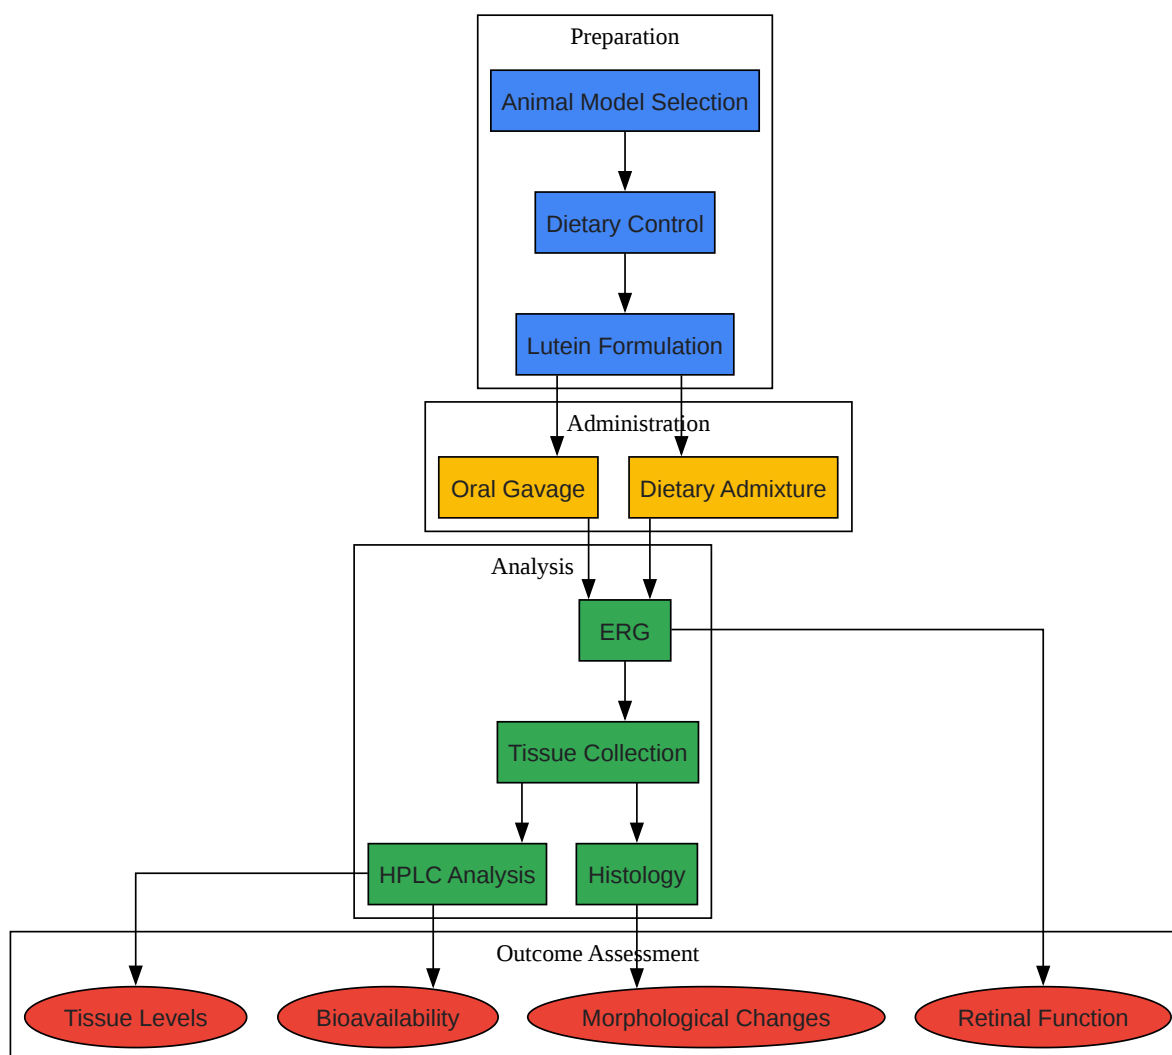 Preparation
Animal Model Selection
Dietary Control
Lutein Formulation
Administration
Oral Gavage
Dietary Admixture
Analysis
ERG
Tissue Collection
HPLC Analysis
Histology
Outcome Assessment
Tissue Levels
Bioavailability
Morphological Changes
Retinal Function